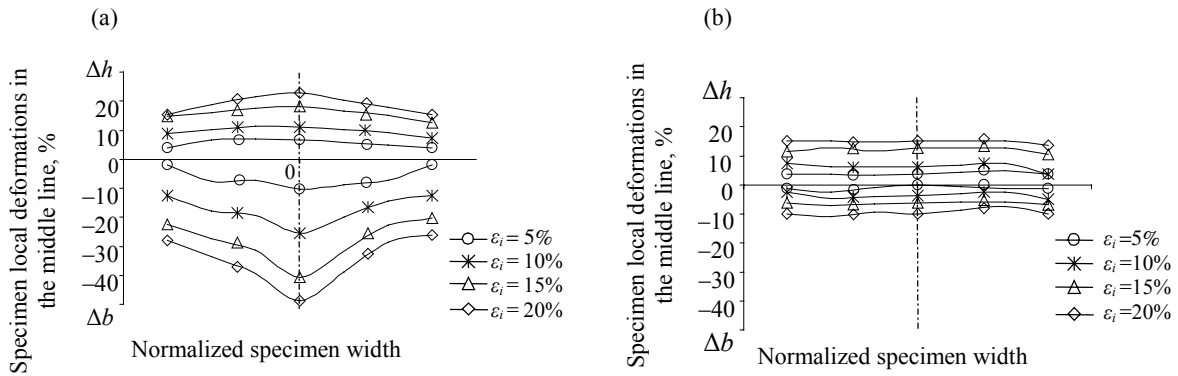 (a)
Specimen local deformations in
the middle line, %
Δh
20
10
0
−10
−20
−30
−40
Δb
0
εi = 5%
εi = 10%
εi = 15%
εi = 20%
Normalized specimen width
(b)
Specimen local deformations in
the middle line, %
Δh
20
10
0
−10
−20
−30
−40
Δb
εi = 5%
εi = 10%
εi = 15%
εi = 20%
Normalized specimen width